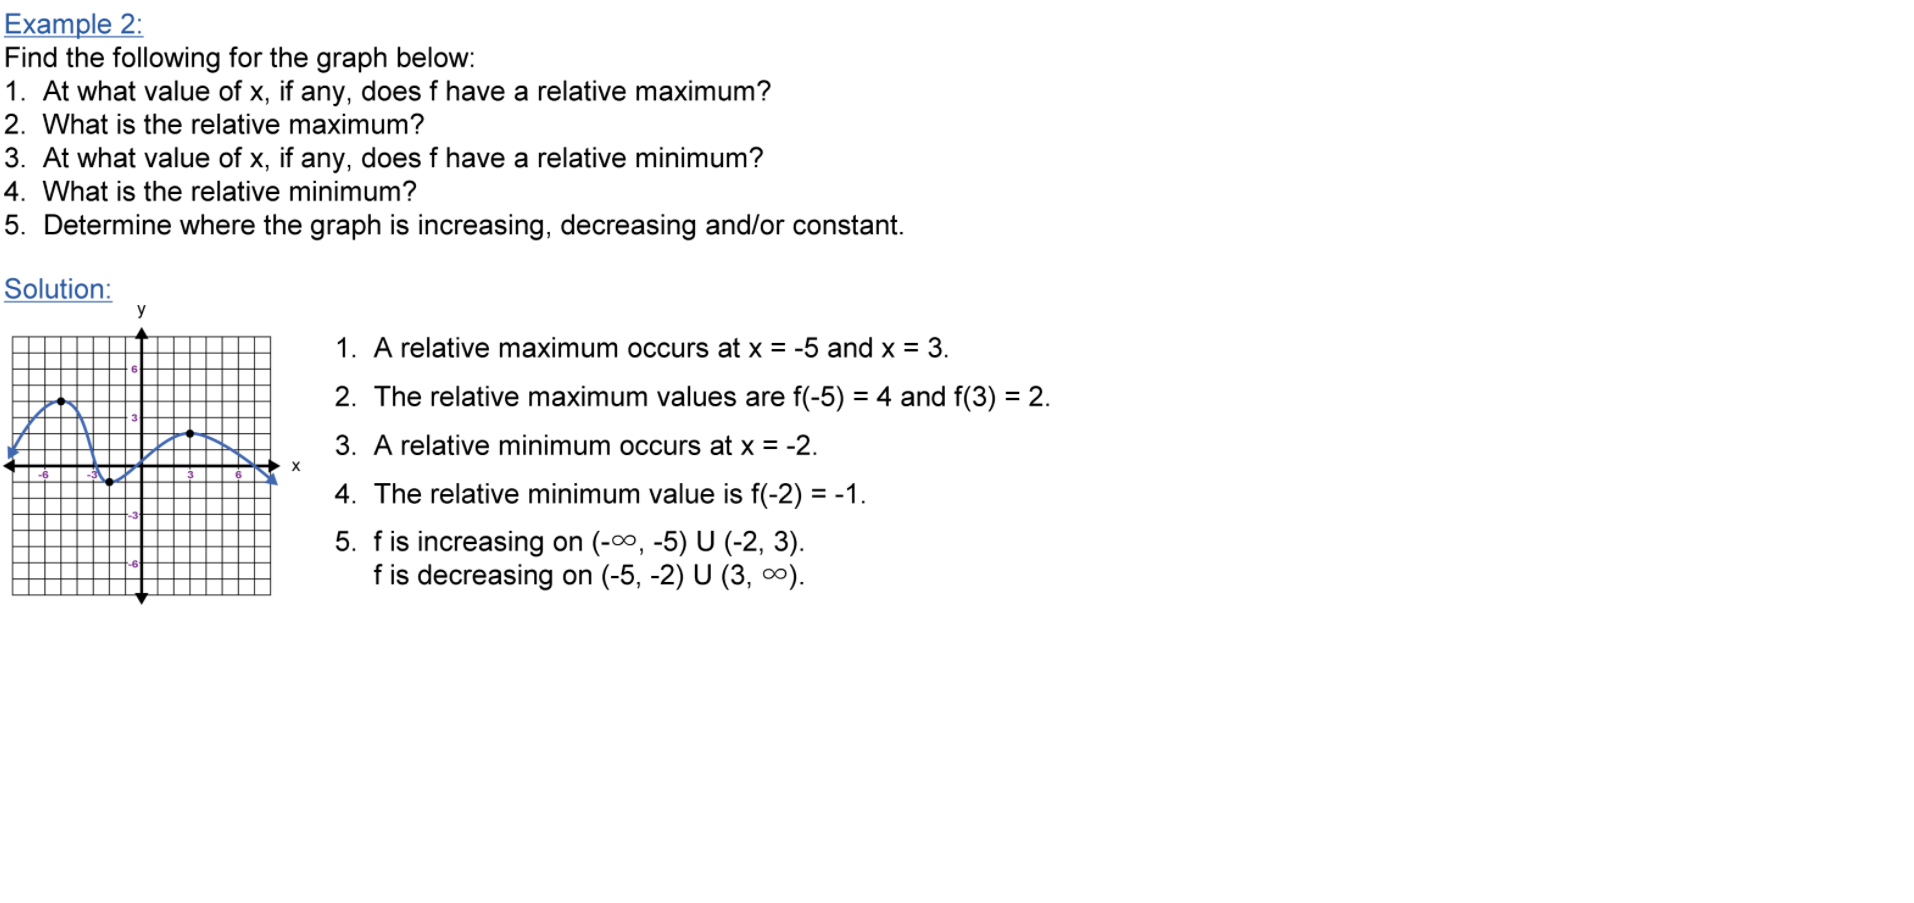 Example 2:
Find the following for the graph below:
1. At what value of x, if any, does f have a relative maximum?
2. What is the relative maximum?
3. At what value of x, if any, does f have a relative minimum?
4. What is the relative minimum?
5. Determine where the graph is increasing, decreasing and/or constant.
Solution:
y
6
3
-6
-3
3
6
x
-3
-6
1. A relative maximum occurs at x = -5 and x = 3.
2. The relative maximum values are f(-5) = 4 and f(3) = 2.
3. A relative minimum occurs at x = -2.
4. The relative minimum value is f(-2) = -1.
5. f is increasing on (-∞, -5) U (-2, 3).
f is decreasing on (-5, -2) U (3, ∞).